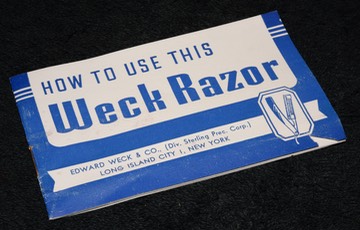 HOW TO USE THIS
Weck Razor
EDWARD WECK & CO., (Div. Sterling Prec. Corp.)
LONG ISLAND CITY 1, NEW YORK